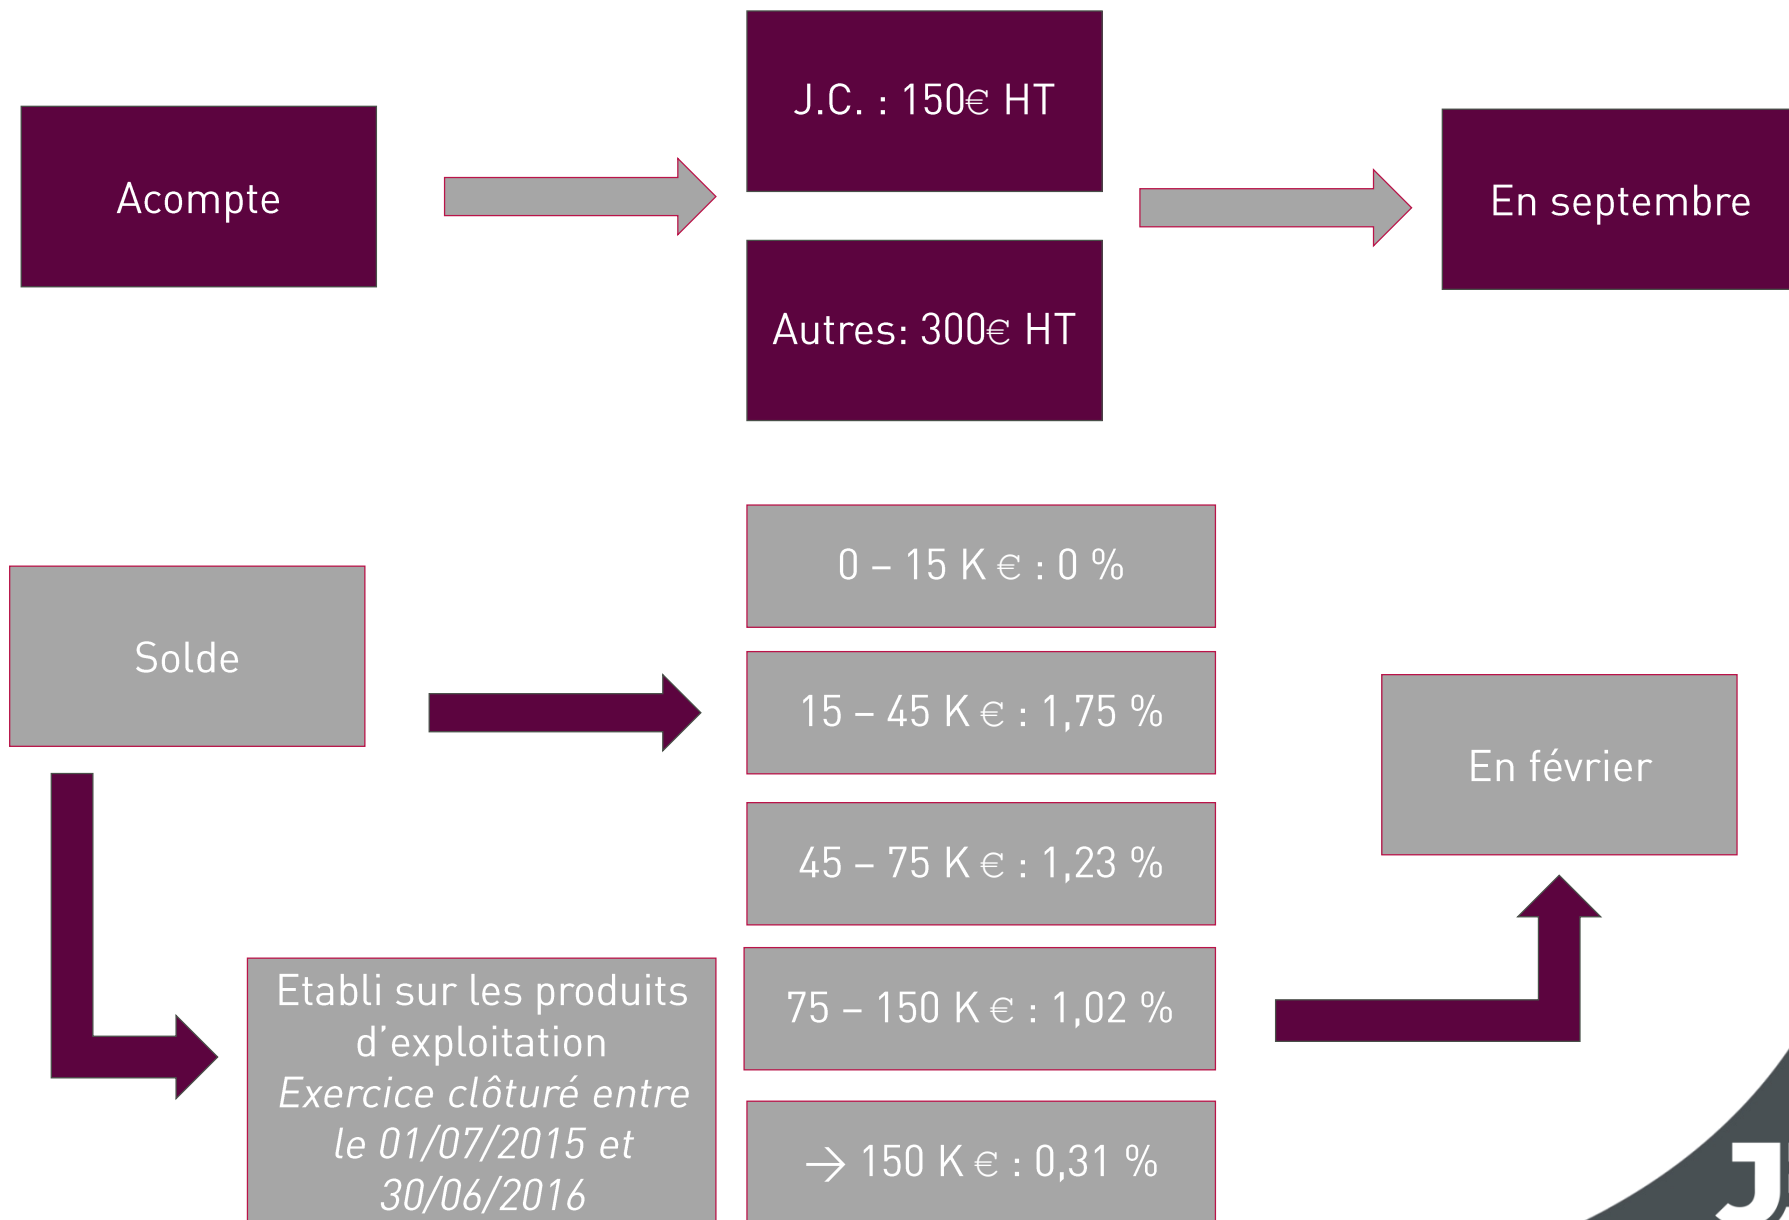 J.C. : 150€ HT
Acompte
En septembre
Autres: 300€ HT
0 – 15 K € : 0 %
Solde
15 – 45 K € : 1,75 %
En février
45 – 75 K € : 1,23 %
75 – 150 K € : 1,02 %
Etabli sur les produits
d’exploitation
Exercice clôturé entre
le 01/07/2015 et
30/06/2016
→ 150 K € : 0,31 %